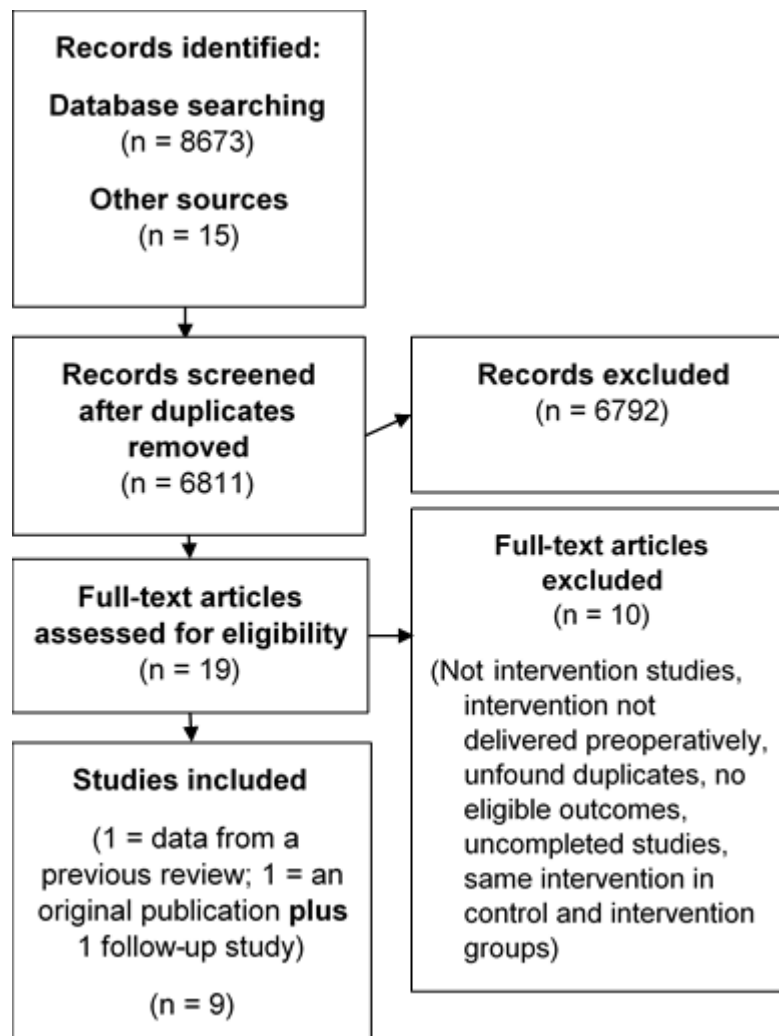 Records identified:
Database searching
(n = 8673)
Other sources
(n = 15)
Records screened
after duplicates
removed
(n = 6811)
Records excluded
(n = 6792)
Full-text articles
assessed for eligibility
(n = 19)
Full-text articles
excluded
(n = 10)
(Not intervention studies,
intervention not
delivered preoperatively,
unfound duplicates, no
eligible outcomes,
uncompleted studies,
same intervention in
control and intervention
groups)
Studies included
(1 = data from a
previous review; 1 = an
original publication plus
1 follow-up study)
(n = 9)